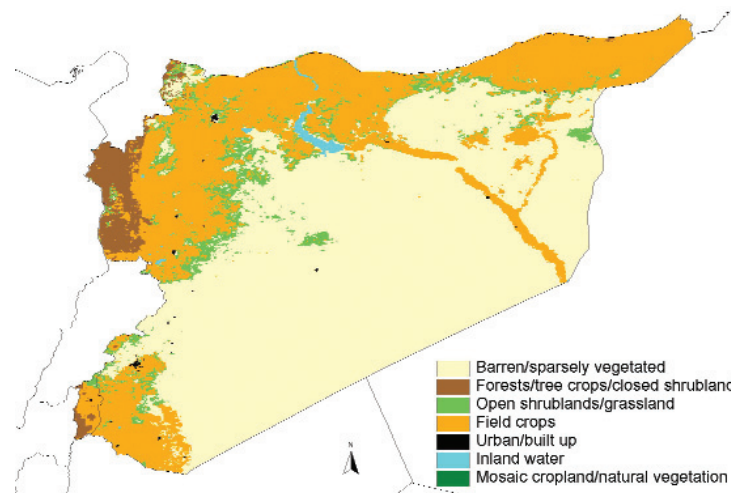 Barren/sparsely vegetated
Forests/tree crops/closed shrubland
Open shrublands/grassland
Field crops
Urban/built up
N
Inland water
Mosaic cropland/natural vegetation